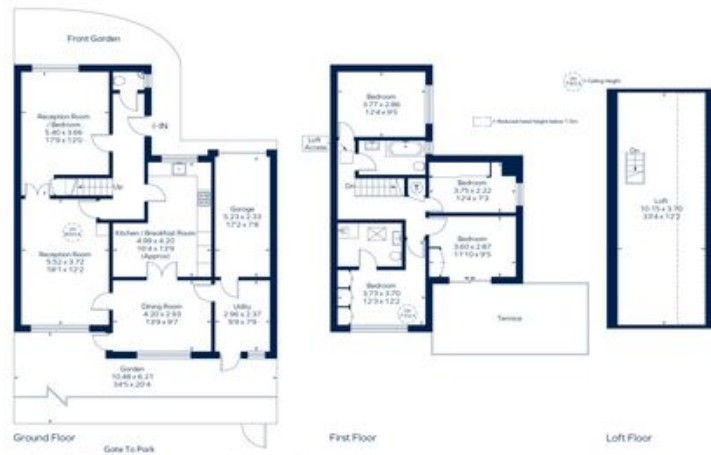 Front Garden
Reception Room
/ Bedroom
5.40 x 3.66
17'9 x 12'0
IN
Up
Garage
5.23 x 2.33
17'2 x 7'8
Kitchen / Breakfast Room
4.98 x 4.20
16'4 x 13'9
(Approx)
Reception Room
5.52 x 3.72
18'1 x 12'2
Dining Room
4.20 x 2.93
13'9 x 9'7
Utility
2.96 x 2.37
9'9 x 7'9
Garden
10.48 x 6.21
34'5 x 20'4
Ground Floor
Gate To Park
Bedroom
3.77 x 2.86
12'4 x 9'5
Loft
Access
Dn
Bedroom
3.75 x 2.22
12'4 x 7'3
Bedroom
3.60 x 2.87
11'10 x 9'5
Bedroom
3.73 x 3.70
12'3 x 12'2
Terrace
First Floor
= Ceiling Height
= Reduced head height below 1.5m
Dn
Loft
10.15 x 3.70
33'4 x 12'2
Loft Floor